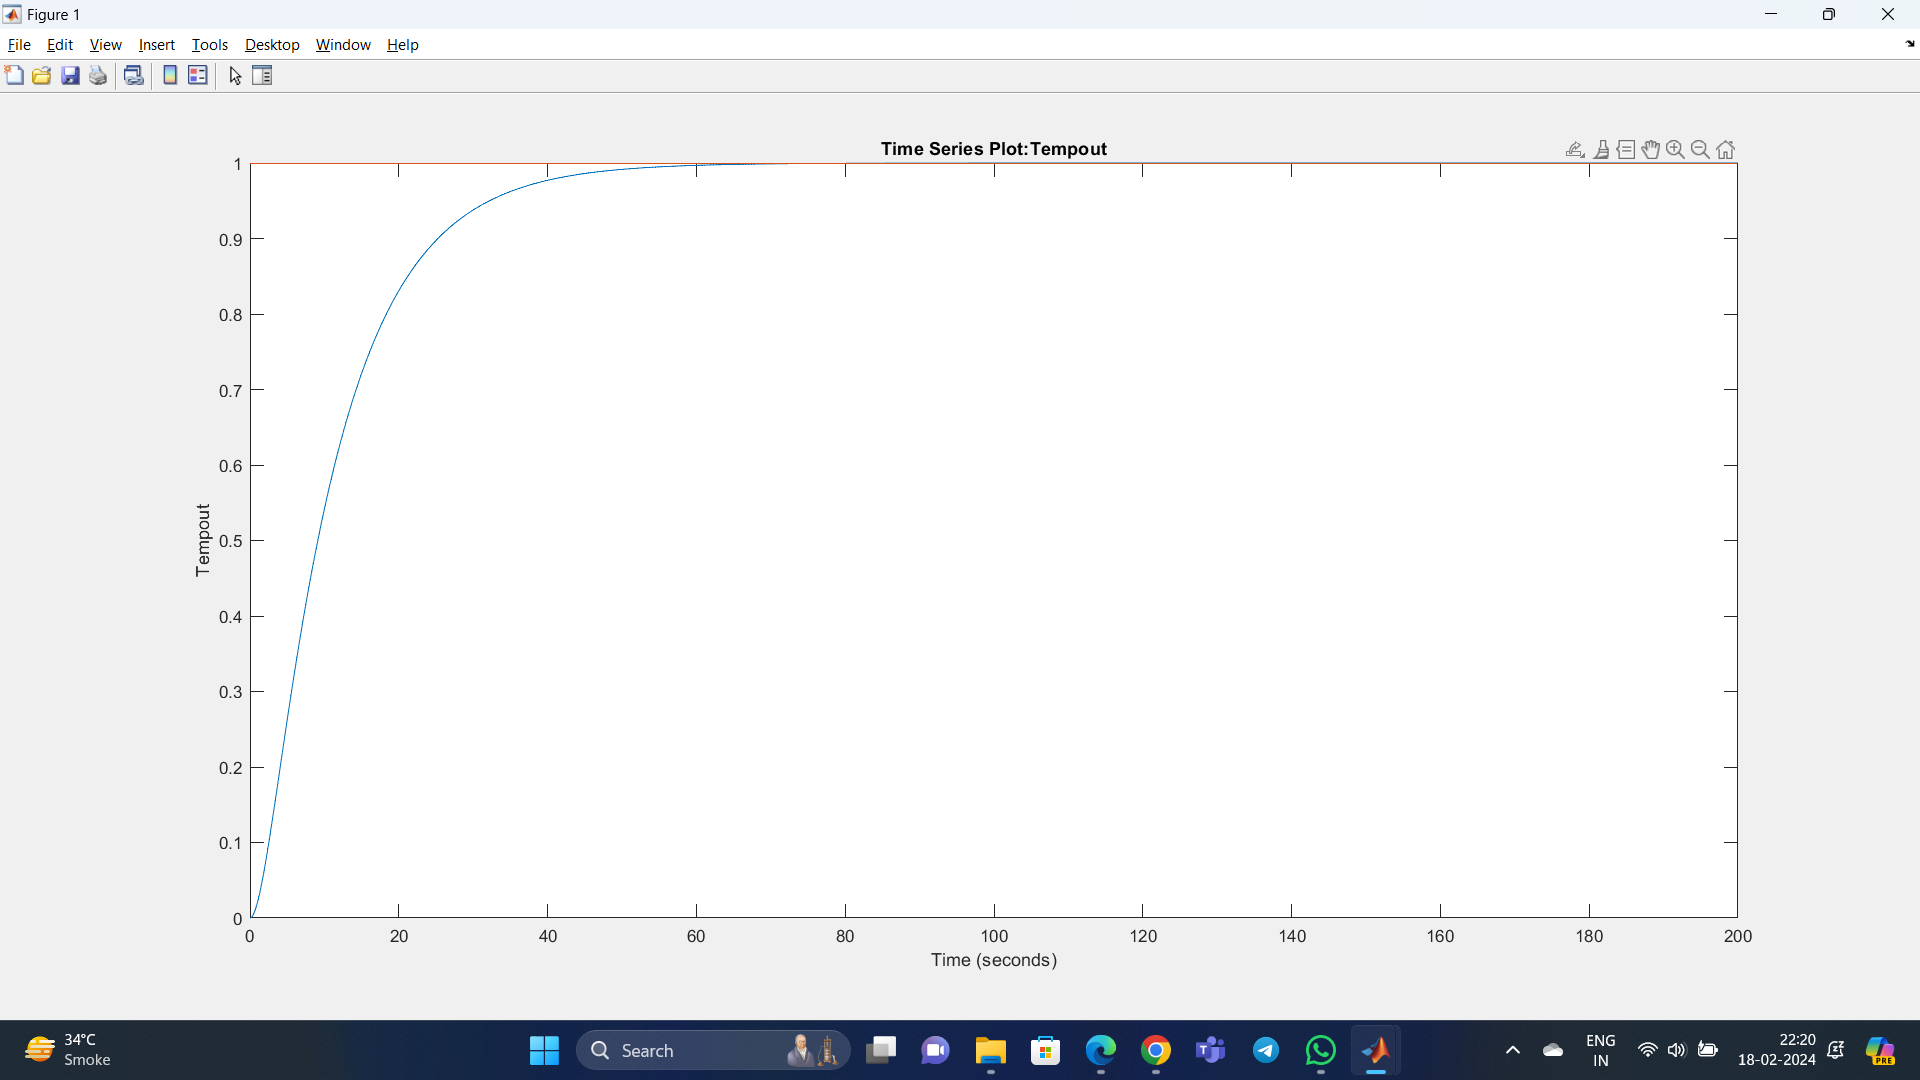 Figure 1
File Edit View Insert Tools Desktop Window Help
Time Series Plot:Tempout
1
0.9
0.8
0.7
0.6
0.5
0.4
0.3
0.2
0.1
0
Tempout
0 20 40 60 80 100 120 140 160 180 200
Time (seconds)
34°C
Smoke
Search
ENG
IN
22:20
18-02-2024
PRE